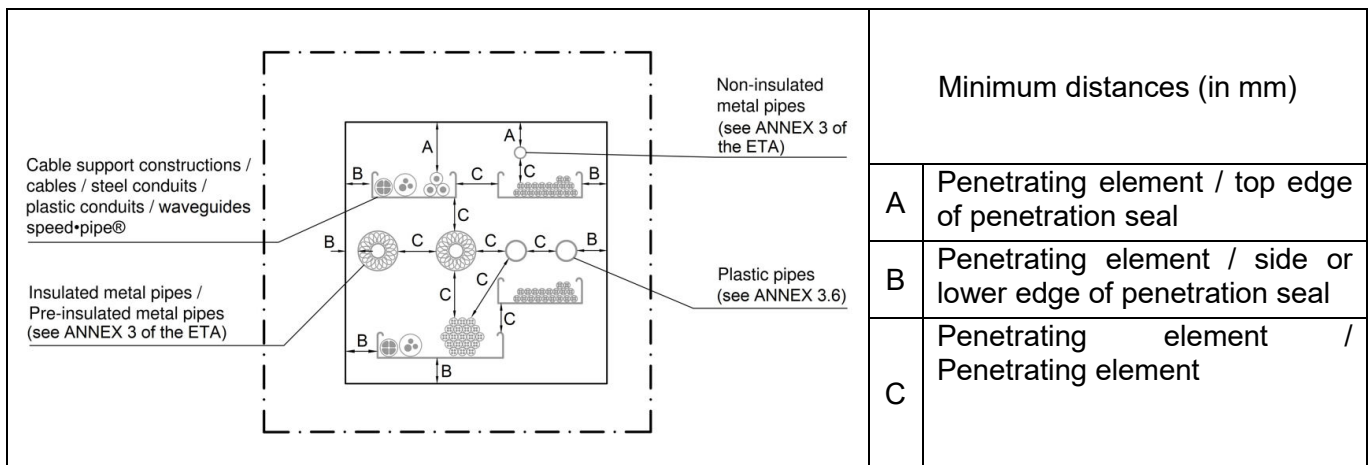 Non-insulated
metal pipes
(see ANNEX 3 of
the ETA)
A
A
C
B
C
B
Cable support constructions /
cables / steel conduits /
plastic conduits / waveguides
speed•pipe®
C
B
C
C
C
B
Plastic pipes
(see ANNEX 3.6)
Insulated metal pipes /
Pre-insulated metal pipes
(see ANNEX 3 of the ETA)
C
C
C
B
B
Minimum distances (in mm)
A
Penetrating element / top edge
of penetration seal
B
Penetrating element / side or
lower edge of penetration seal
C
Penetrating element /
Penetrating element